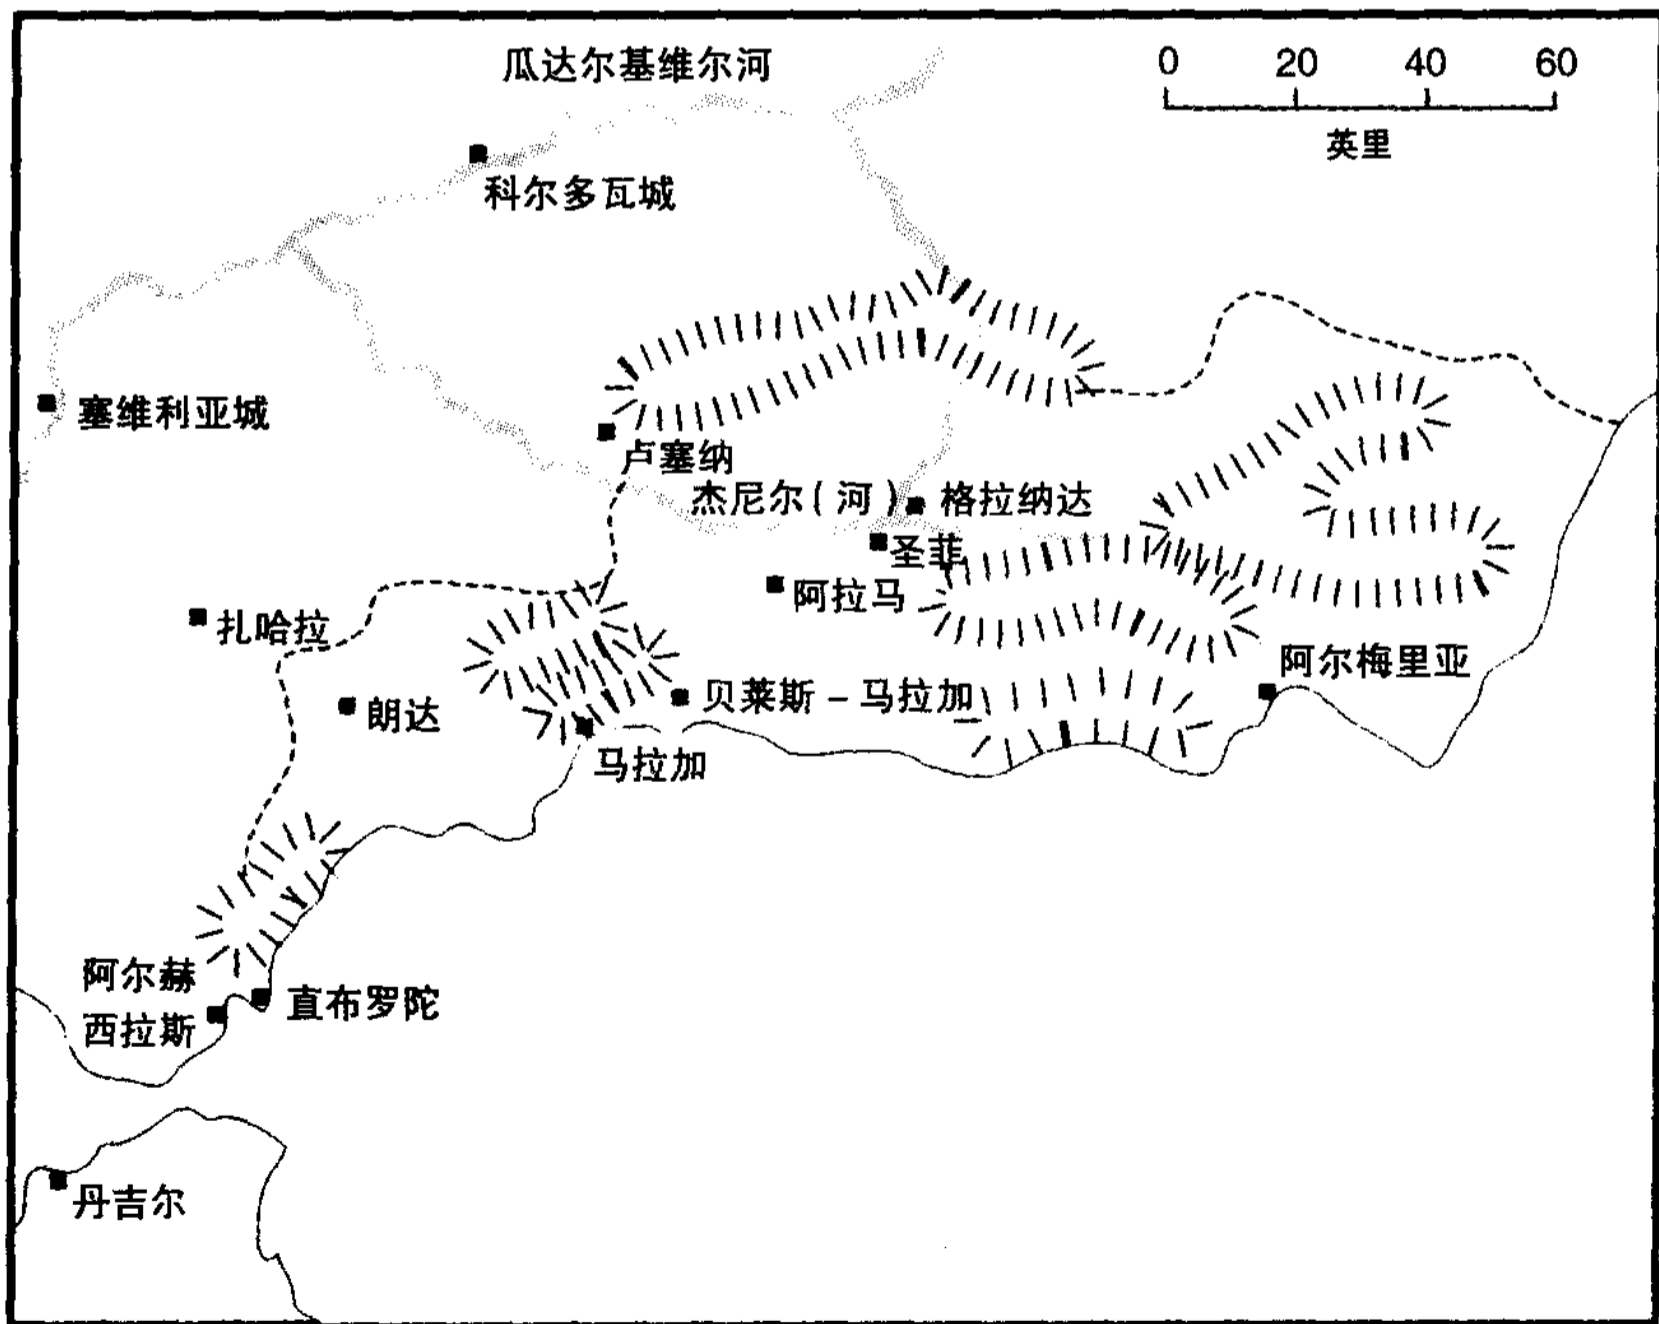 瓜达尔基维尔河
0 20 40 60
英里
科尔多瓦城
塞维利亚城
卢塞纳
杰尼尔(河)
格拉纳达
圣菲
阿拉马
扎哈拉
阿尔梅里亚
贝莱斯-马拉加
朗达
马拉加
阿尔赫
西拉斯
直布罗陀
丹吉尔